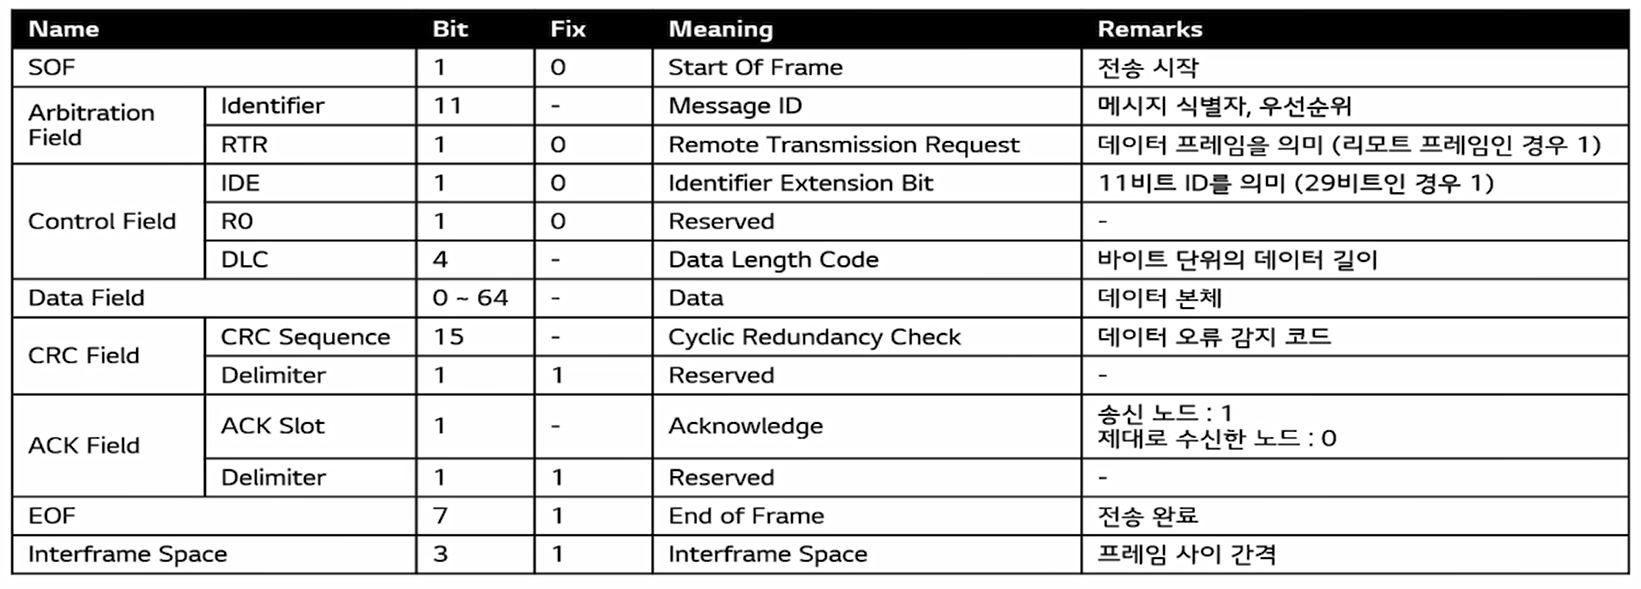 Name Bit Fix Meaning Remarks
SOF 1 0 Start Of Frame 전송 시작
Arbitration Field Identifier 11 - Message ID 메시지 식별자, 우선순위
RTR 1 0 Remote Transmission Request 데이터 프레임을 의미 (리모트 프레임인 경우 1)
Control Field IDE 1 0 Identifier Extension Bit 11비트 ID를 의미 (29비트인 경우 1)
R0 1 0 Reserved -
DLC 4 - Data Length Code 바이트 단위의 데이터 길이
Data Field 0 ~ 64 - Data 데이터 본체
CRC Field CRC Sequence 15 - Cyclic Redundancy Check 데이터 오류 감지 코드
Delimiter 1 1 Reserved -
ACK Field ACK Slot 1 - Acknowledge 송신 노드 : 1
제대로 수신한 노드 : 0
Delimiter 1 1 Reserved -
EOF 7 1 End of Frame 전송 완료
Interframe Space 3 1 Interframe Space 프레임 사이 간격